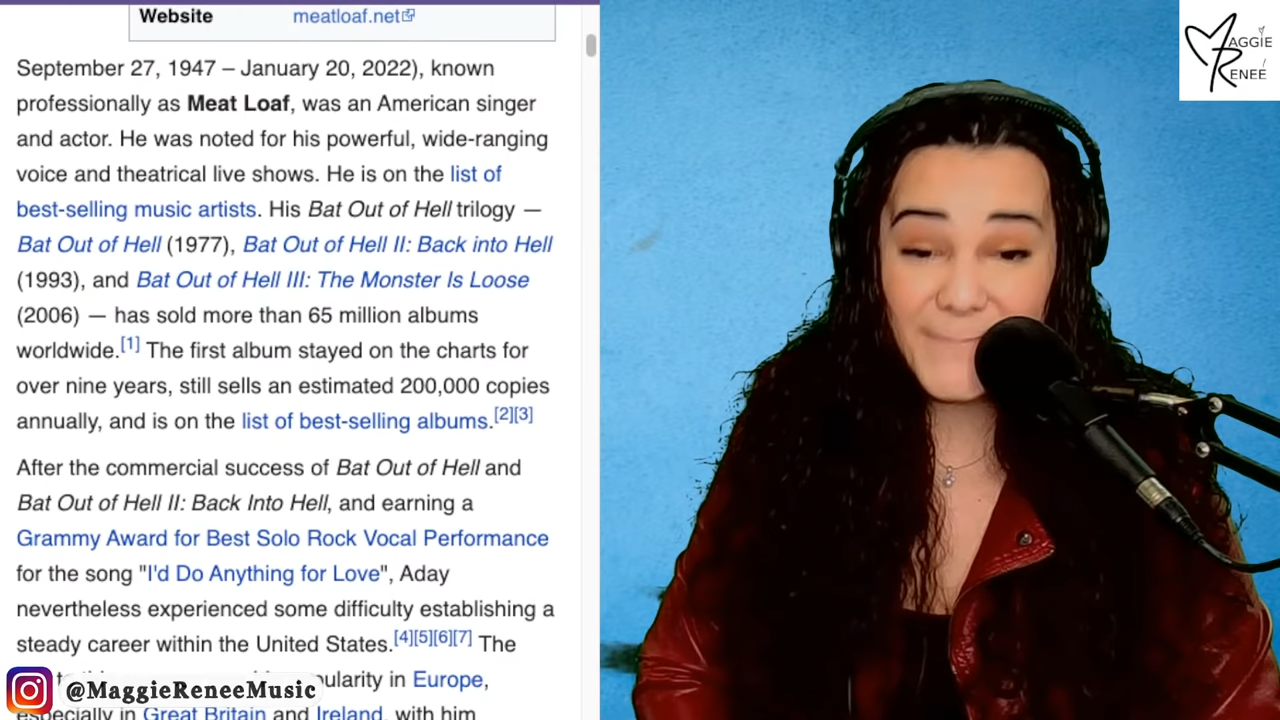 Website meatloaf.net
September 27, 1947 – January 20, 2022), known
professionally as Meat Loaf, was an American singer
and actor. He was noted for his powerful, wide-ranging
voice and theatrical live shows. He is on the list of
best-selling music artists. His Bat Out of Hell trilogy —
Bat Out of Hell (1977), Bat Out of Hell II: Back into Hell
(1993), and Bat Out of Hell III: The Monster Is Loose
(2006) — has sold more than 65 million albums
worldwide.[1] The first album stayed on the charts for
over nine years, still sells an estimated 200,000 copies
annually, and is on the list of best-selling albums.[2][3]
After the commercial success of Bat Out of Hell and
Bat Out of Hell II: Back Into Hell, and earning a
Grammy Award for Best Solo Rock Vocal Performance
for the song "I'd Do Anything for Love", Aday
nevertheless experienced some difficulty establishing a
steady career within the United States.[4][5][6][7] The
in Europe,
especially in Great Britain and Ireland, with him
@MaggieReneeMusic
MAGGIE
RENEE